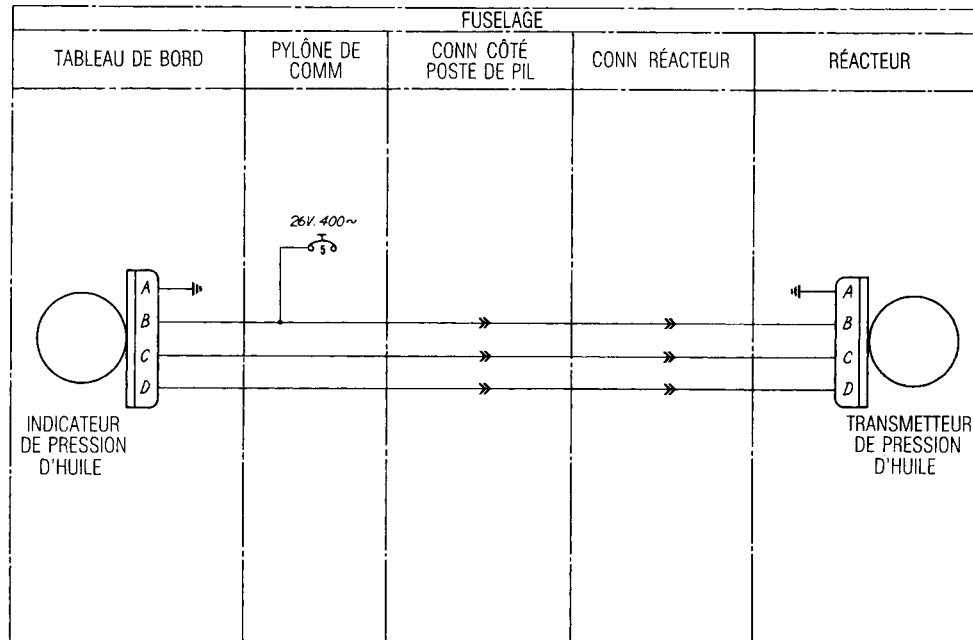 FUSELAGE
TABLEAU DE BORD
PYLÔNE DE
COMM
CONN CÔTÉ
POSTE DE PIL
CONN RÉACTEUR
RÉACTEUR
26V. 400~
5
A
B
C
D
A
B
C
D
INDICATEUR
DE PRESSION
D'HUILE
TRANSMETTEUR
DE PRESSION
D'HUILE